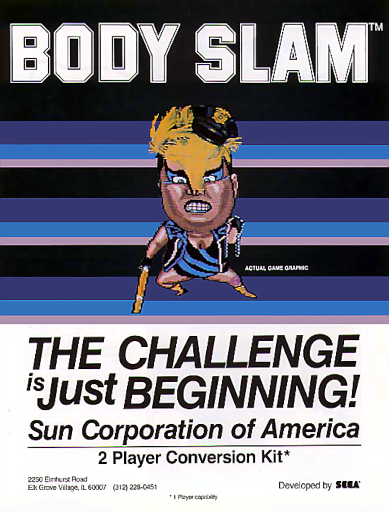 BODY SLAM™
ACTUAL GAME GRAPHIC
THE CHALLENGE
is Just BEGINNING!
Sun Corporation of America
2 Player Conversion Kit*
2250 Elmhurst Road
Elk Grove Village, IL 60007 (312) 228-0451
Developed by SEGA®
* 1 Player capability